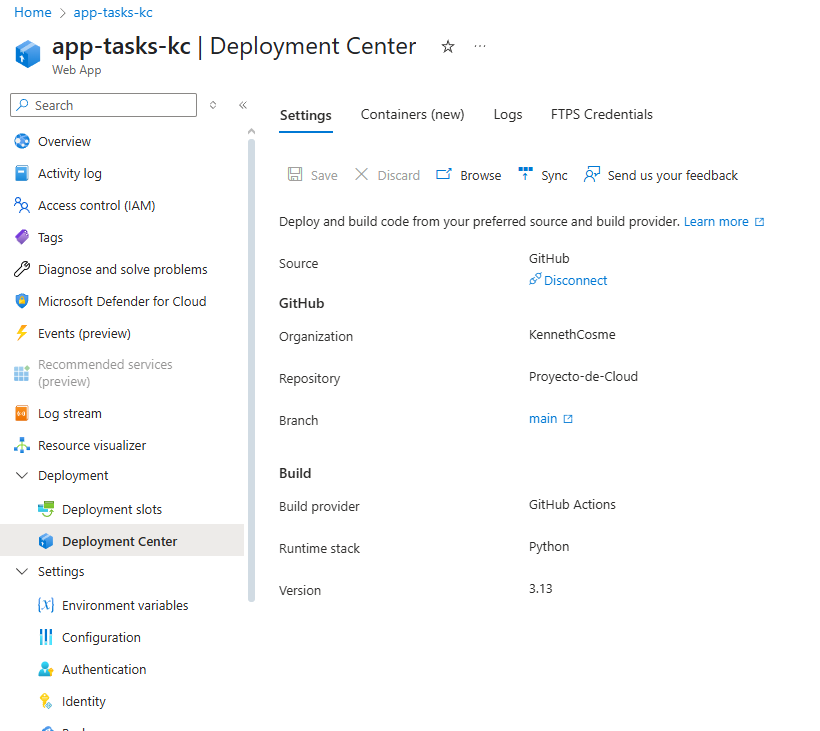 Home > app-tasks-kc
app-tasks-kc | Deployment Center
Web App
Search
Overview
Activity log
Access control (IAM)
Tags
Diagnose and solve problems
Microsoft Defender for Cloud
Events (preview)
Recommended services
(preview)
Log stream
Resource visualizer
Deployment
Deployment slots
Deployment Center
Settings
Environment variables
Configuration
Authentication
Identity
Settings Containers (new) Logs FTPS Credentials
Save Discard Browse Sync Send us your feedback
Deploy and build code from your preferred source and build provider. Learn more
Source GitHub
Disconnect
GitHub
Organization KennethCosme
Repository Proyecto-de-Cloud
Branch main
Build
Build provider GitHub Actions
Runtime stack Python
Version 3.13